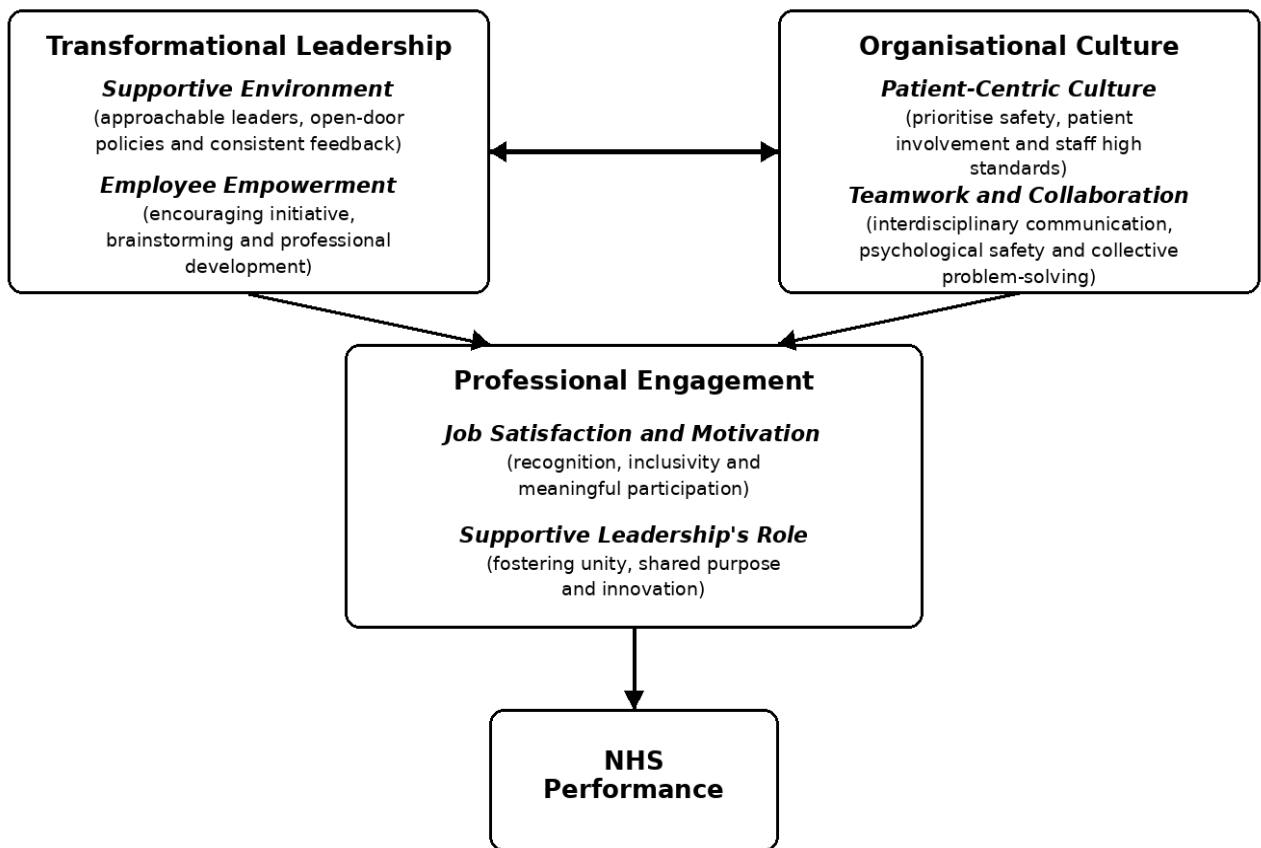 Transformational Leadership
Supportive Environment
(approachable leaders, open-door
policies and consistent feedback)
Employee Empowerment
(encouraging initiative,
brainstorming and professional
development)
Organisational Culture
Patient-Centric Culture
(prioritise safety, patient
involvement and staff high
standards)
Teamwork and Collaboration
(interdisciplinary communication,
psychological safety and collective
problem-solving)
Professional Engagement
Job Satisfaction and Motivation
(recognition, inclusivity and
meaningful participation)
Supportive Leadership's Role
(fostering unity, shared purpose
and innovation)
NHS
Performance